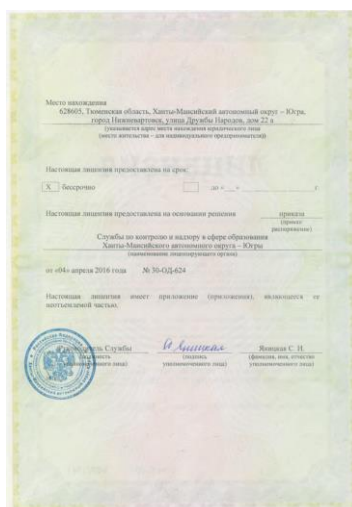 Место нахождения
628605, Тюменская область, Ханты-Мансийский автономный округ – Югра,
город Нижневартовск, улица Дружбы Народов, дом 22 а
(указывается адрес места нахождения юридического лица
(место жительства – для индивидуального предпринимателя))
Настоящая лицензия предоставлена на срок:
X бессрочно до « __ » г.
Настоящая лицензия предоставлена на основании решения приказа
(приказ
распоряжение)
Службы по контролю и надзору в сфере образования
Ханты-Мансийского автономного округа – Югры
(наименование лицензирующего органа)
от «04» апреля 2016 года № 30-ОД-624
Настоящая лицензия имеет приложение (приложения), являющееся ее
неотъемлемой частью.
Руководитель Службы Яницкая С. И.
(должность (подпись (фамилия, имя, отчество
уполномоченного лица) уполномоченного лица) уполномоченного лица)